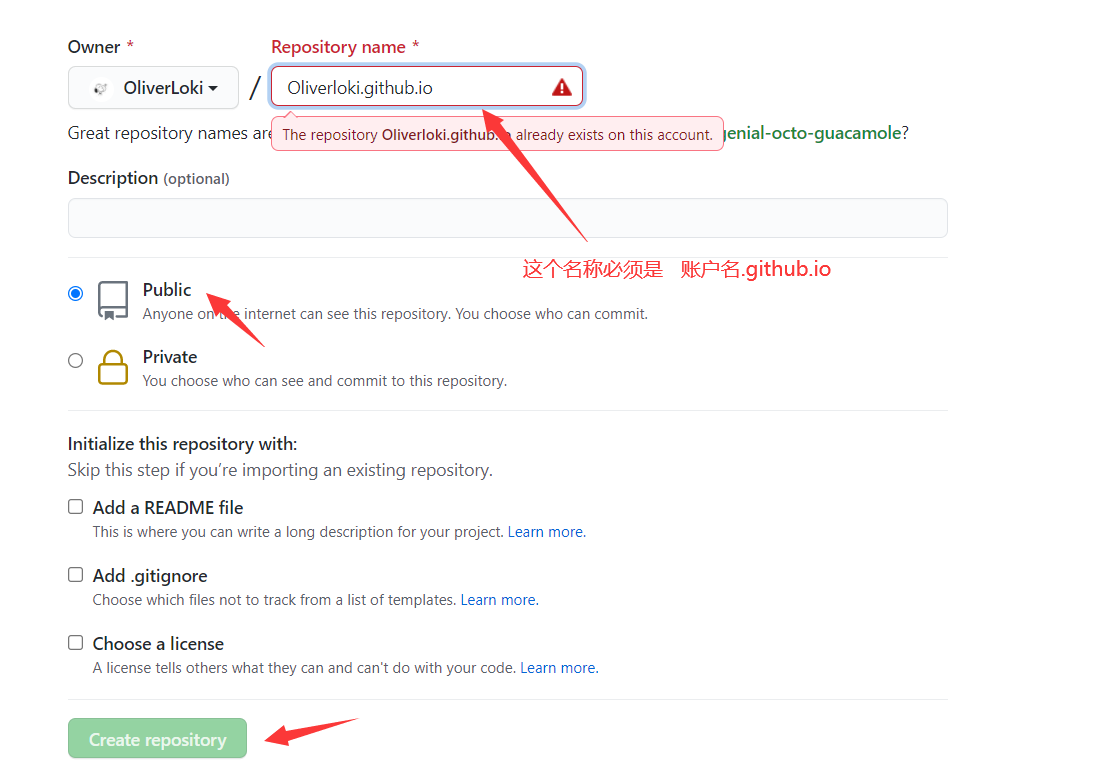 Owner *
Repository name *
OliverLoki
/
Oliverloki.github.io
Great repository names are
The repository Oliverloki.github.io already exists on this account.
genial-octo-guacamole?
Description (optional)
这个名称必须是 账户名.github.io
Public
Anyone on the internet can see this repository. You choose who can commit.
Private
You choose who can see and commit to this repository.
Initialize this repository with:
Skip this step if you’re importing an existing repository.
Add a README file
This is where you can write a long description for your project. Learn more.
Add .gitignore
Choose which files not to track from a list of templates. Learn more.
Choose a license
A license tells others what they can and can't do with your code. Learn more.
Create repository